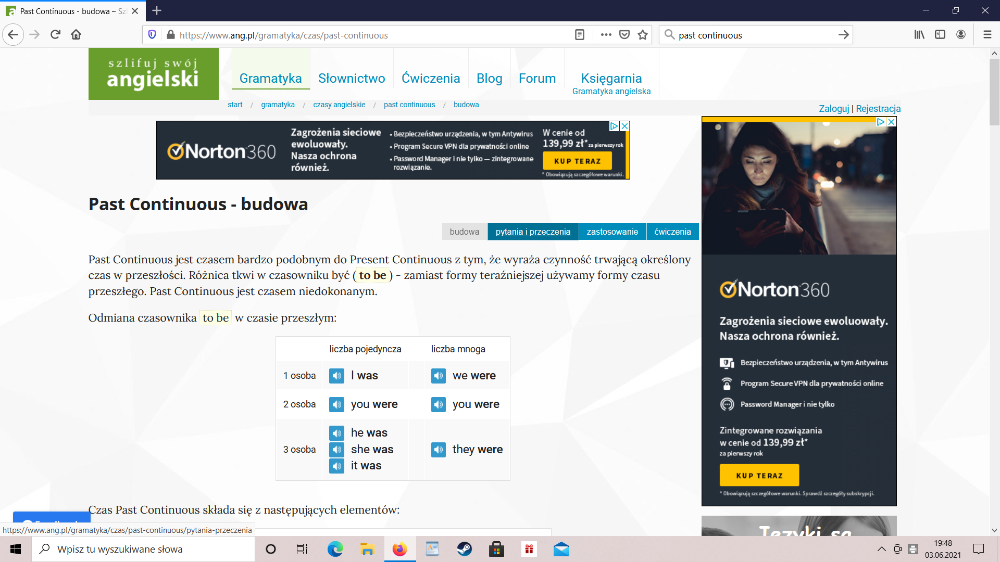 Past Continuous - budowa – Sz
https://www.ang.pl/gramatyka/czas/past-continuous
past continuous
szlifuj swój
angielski
Gramatyka
Słownictwo
Ćwiczenia
Blog
Forum
Księgarnia
Gramatyka angielska
start / gramatyka / czasy angielskie / past continuous / budowa
Zaloguj | Rejestracja
Norton360
Zagrożenia sieciowe
ewoluowały.
Nasza ochrona
również.
• Bezpieczeństwo urządzenia, w tym Antywirus
• Program Secure VPN dla prywatności online
• Password Manager i nie tylko — zintegrowane
rozwiązanie.
W cenie od
139,99 zł* za pierwszy rok
KUP TERAZ
* Obowiązują szczegółowe warunki.
Past Continuous - budowa
budowa
pytania i przeczenia
zastosowanie
ćwiczenia
Past Continuous jest czasem bardzo podobnym do Present Continuous z tym, że wyraża czynność trwającą określony
czas w przeszłości. Różnica tkwi w czasowniku być ( to be ) - zamiast formy teraźniejszej używamy formy czasu
przeszłego. Past Continuous jest czasem niedokonanym.
Odmiana czasownika to be w czasie przeszłym:
liczba pojedyncza liczba mnoga
1 osoba I was we were
2 osoba you were you were
he was
3 osoba she was they were
it was
Czas Past Continuous składa się z następujących elementów:
Norton360
Zagrożenia sieciowe ewoluowały.
Nasza ochrona również.
Bezpieczeństwo urządzenia, w tym Antywirus
Program Secure VPN dla prywatności online
Password Manager i nie tylko
Zintegrowane rozwiązania
w cenie od 139,99 zł*
za pierwszy rok
KUP TERAZ
* Obowiązują szczegółowe warunki. Sprawdź szczegóły subskrypcji.
Języki są
https://www.ang.pl/gramatyka/czas/past-continuous/pytania-przeczenia
Wpisz tu wyszukiwane słowa
19:48
03.06.2021